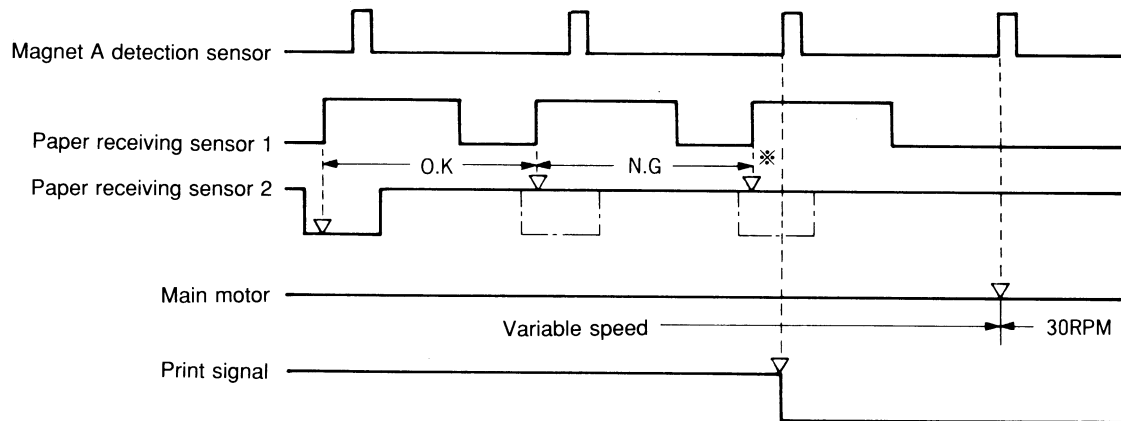 Magnet A detection sensor
Paper receiving sensor 1
O.K
N.G
※
Paper receiving sensor 2
Main motor
Variable speed
30RPM
Print signal